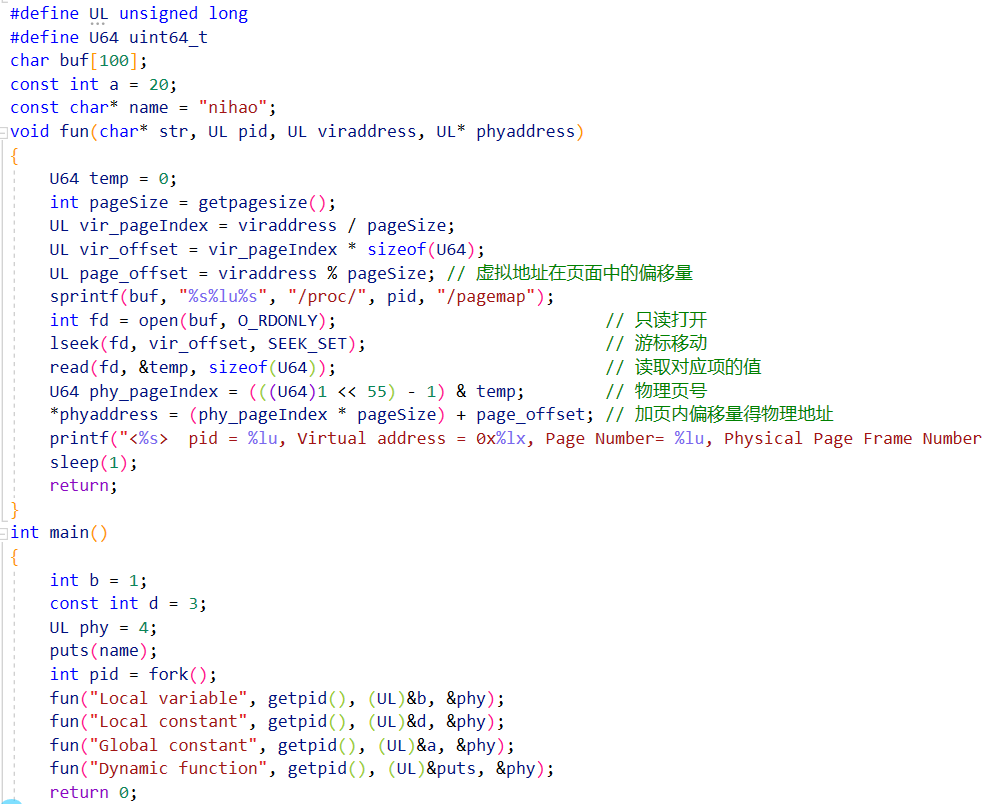 #define UL unsigned long
#define U64 uint64_t
char buf[100];
const int a = 20;
const char* name = "nihao";
void fun(char* str, UL pid, UL viraddress, UL* phyaddress)
{
    U64 temp = 0;
    int pageSize = getpagesize();
    UL vir_pageIndex = viraddress / pageSize;
    UL vir_offset = vir_pageIndex * sizeof(U64);
    UL page_offset = viraddress % pageSize; // 虚拟地址在页面中的偏移量
    sprintf(buf, "%s%lu%s", "/proc/", pid, "/pagemap");
    int fd = open(buf, O_RDONLY);                           // 只读打开
    lseek(fd, vir_offset, SEEK_SET);                        // 游标移动
    read(fd, &temp, sizeof(U64));                           // 读取对应项的值
    U64 phy_pageIndex = (((U64)1 << 55) - 1) & temp;        // 物理页号
    *phyaddress = (phy_pageIndex * pageSize) + page_offset; // 加页内偏移量得物理地址
    printf("<%s>  pid = %lu, Virtual address = 0x%lx, Page Number= %lu, Physical Page Frame Number
    sleep(1);
    return;
}
int main()
{
    int b = 1;
    const int d = 3;
    UL phy = 4;
    puts(name);
    int pid = fork();
    fun("Local variable", getpid(), (UL)&b, &phy);
    fun("Local constant", getpid(), (UL)&d, &phy);
    fun("Global constant", getpid(), (UL)&a, &phy);
    fun("Dynamic function", getpid(), (UL)&puts, &phy);
    return 0;